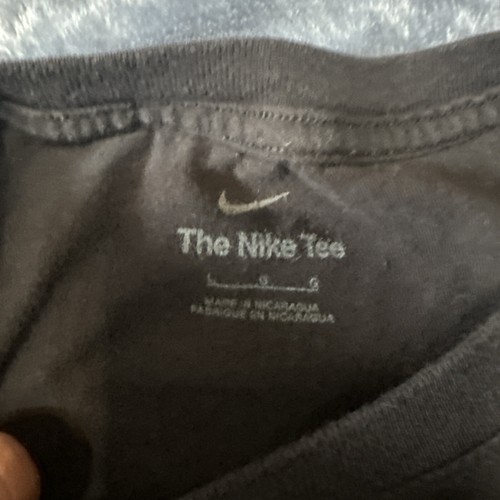 The Nike Tee
L G G
MADE IN NICARAGUA
FABRIQUE EN NICARAGUA